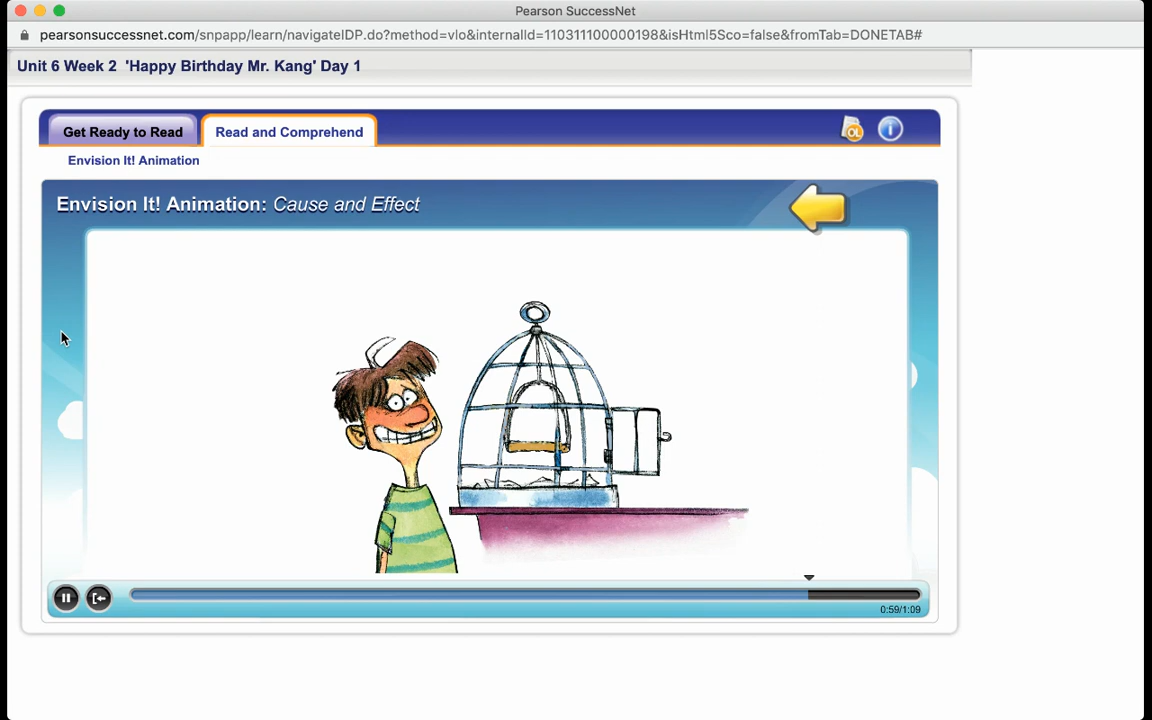 Pearson SuccessNet
pearsonsuccessnet.com/snpapp/learn/navigateIDP.do?method=vlo&internalId=110311100000198&isHtml5Sco=false&fromTab=DONETAB#
Unit 6 Week 2 'Happy Birthday Mr. Kang' Day 1
Get Ready to Read Read and Comprehend OL i
Envision It! Animation
Envision It! Animation: Cause and Effect
0:59/1:09